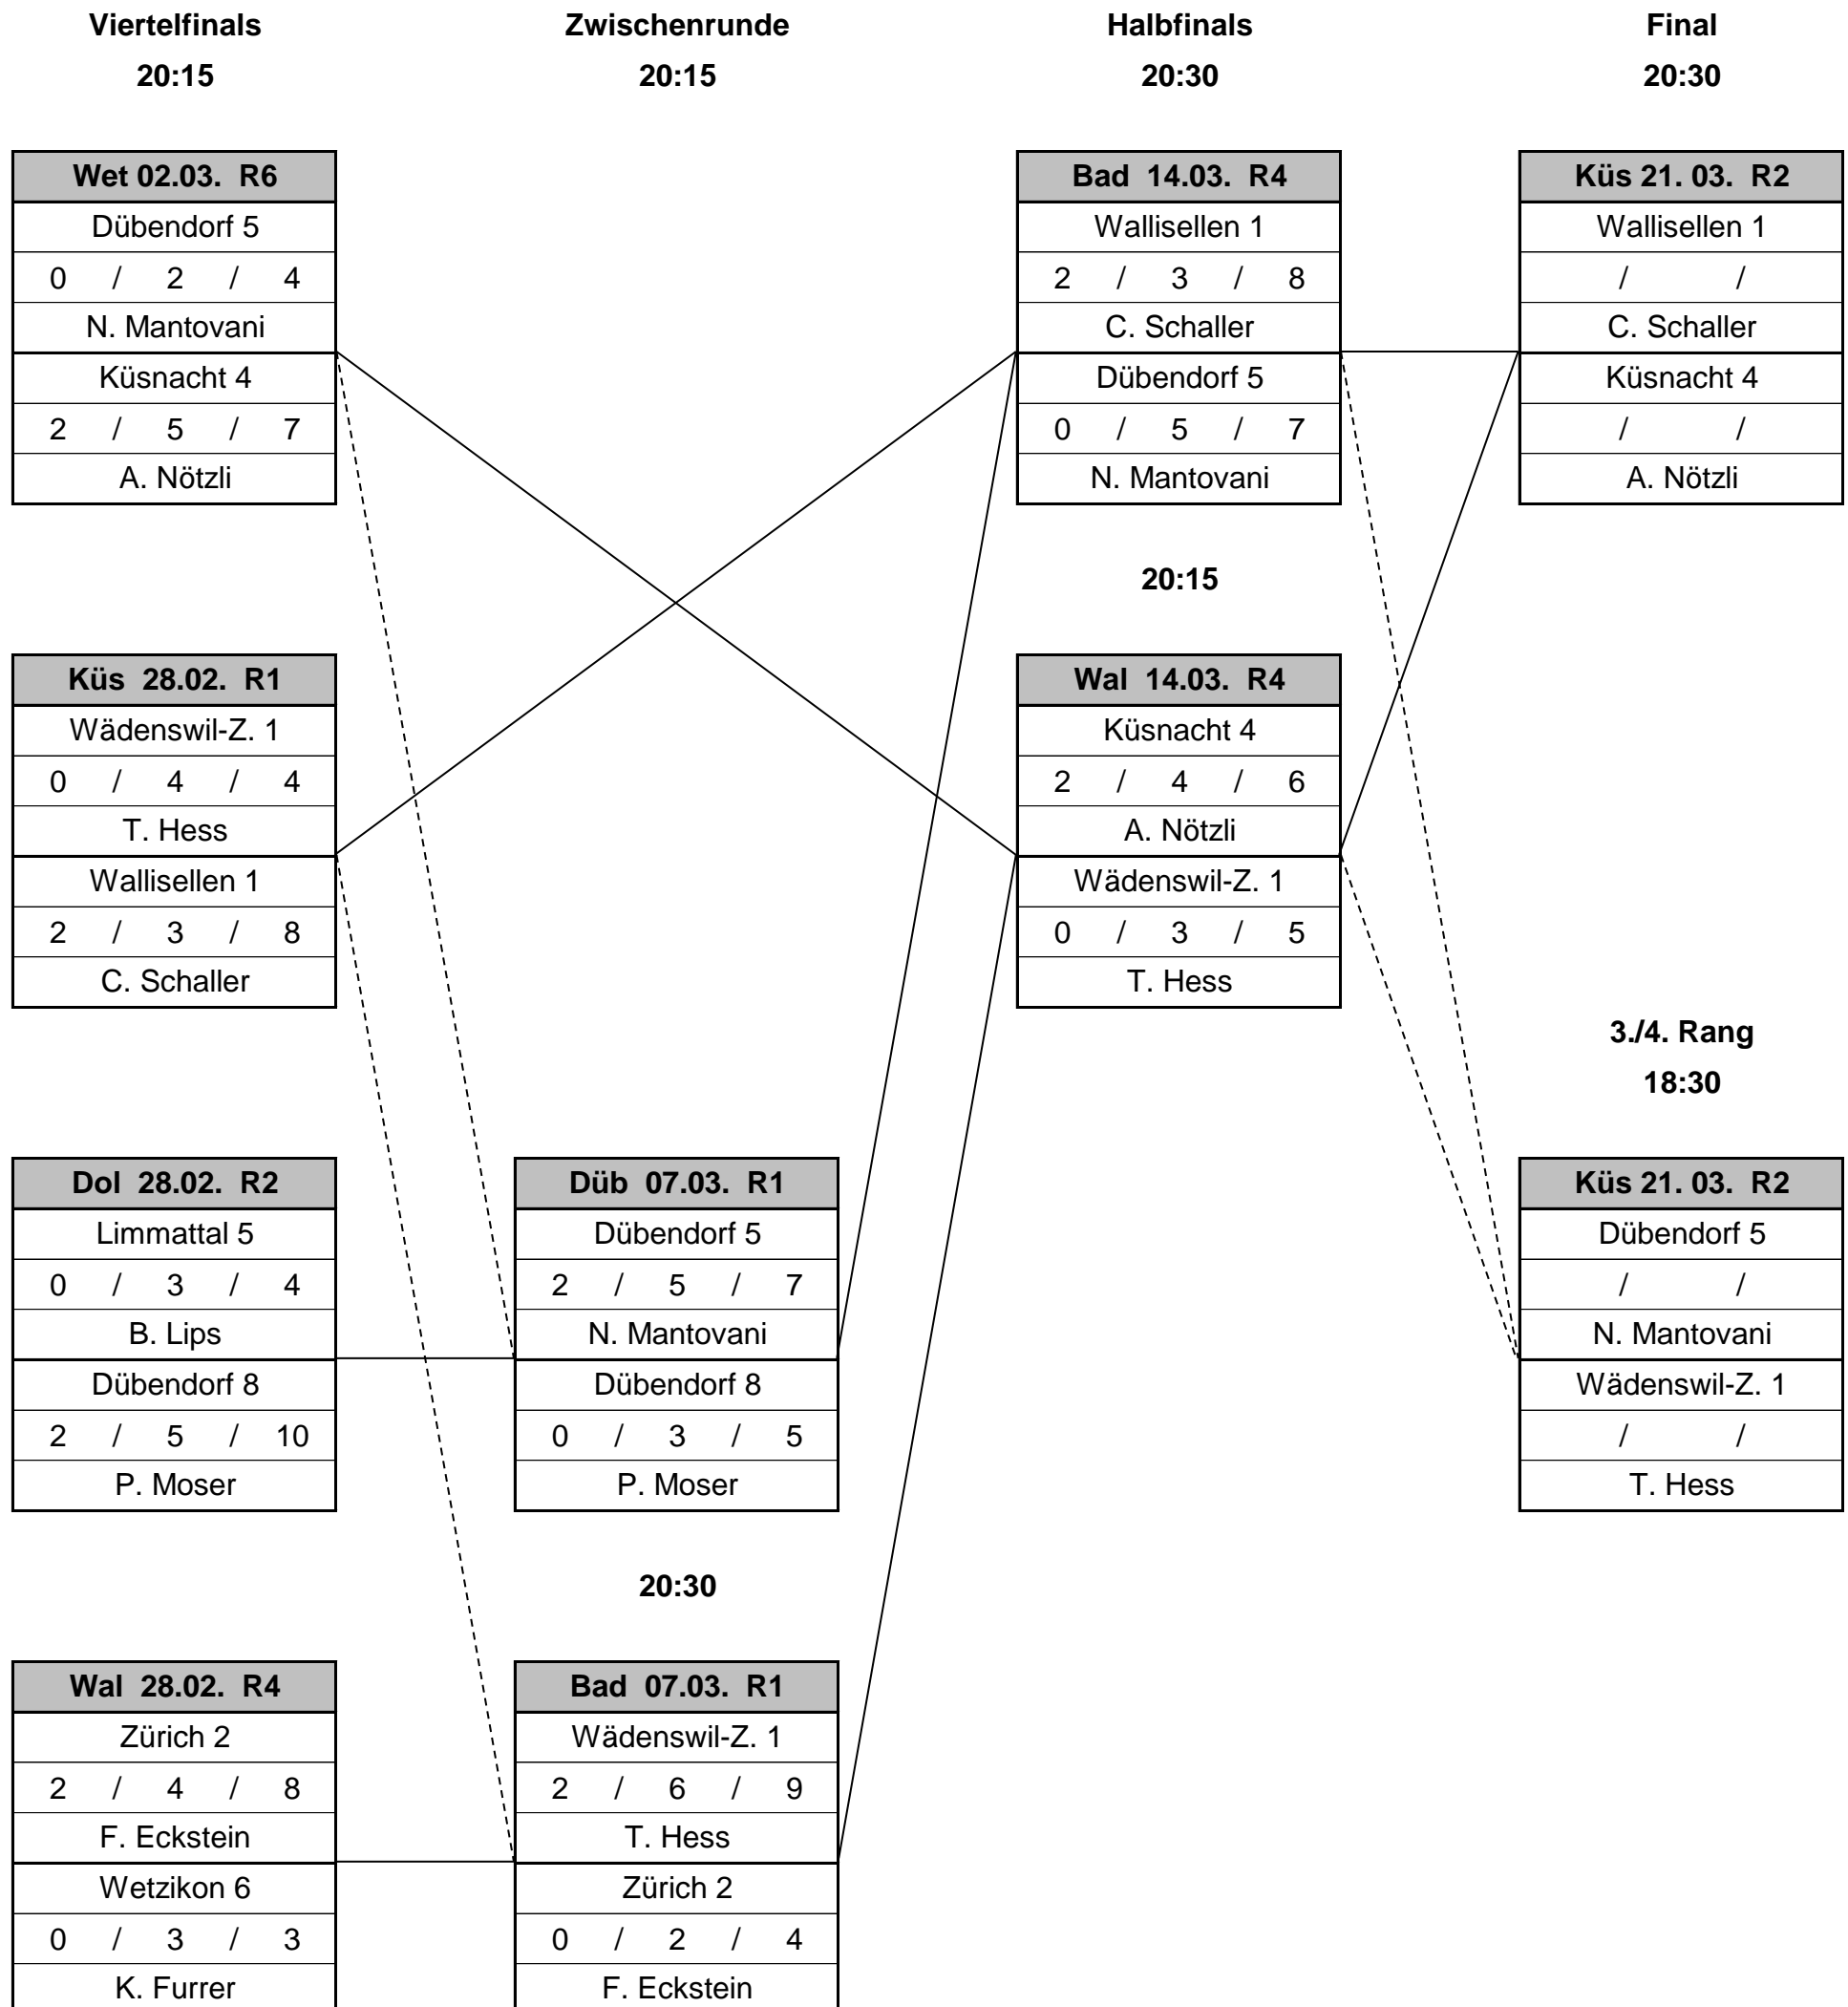 Viertelfinals Zwischenrunde Halbfinals Final
20:15 20:15 20:30 20:30
Wet 02.03. R6
Dübendorf 5
0 / 2 / 4
N. Mantovani
Küsnacht 4
2 / 5 / 7
A. Nötzli
Küs 28.02. R1
Wädenswil-Z. 1
0 / 4 / 4
T. Hess
Wallisellen 1
2 / 3 / 8
C. Schaller
Dol 28.02. R2
Limmattal 5
0 / 3 / 4
B. Lips
Dübendorf 8
2 / 5 / 10
P. Moser
Wal 28.02. R4
Zürich 2
2 / 4 / 8
F. Eckstein
Wetzikon 6
0 / 3 / 3
K. Furrer
Düb 07.03. R1
Dübendorf 5
2 / 5 / 7
N. Mantovani
Dübendorf 8
0 / 3 / 5
P. Moser
20:30
Bad 07.03. R1
Wädenswil-Z. 1
2 / 6 / 9
T. Hess
Zürich 2
0 / 2 / 4
F. Eckstein
Bad 14.03. R4
Wallisellen 1
2 / 3 / 8
C. Schaller
Dübendorf 5
0 / 5 / 7
N. Mantovani
20:15
Wal 14.03. R4
Küsnacht 4
2 / 4 / 6
A. Nötzli
Wädenswil-Z. 1
0 / 3 / 5
T. Hess
Küs 21. 03. R2
Wallisellen 1
/ /
C. Schaller
Küsnacht 4
/ /
A. Nötzli
3./4. Rang
18:30
Küs 21. 03. R2
Dübendorf 5
/ /
N. Mantovani
Wädenswil-Z. 1
/ /
T. Hess